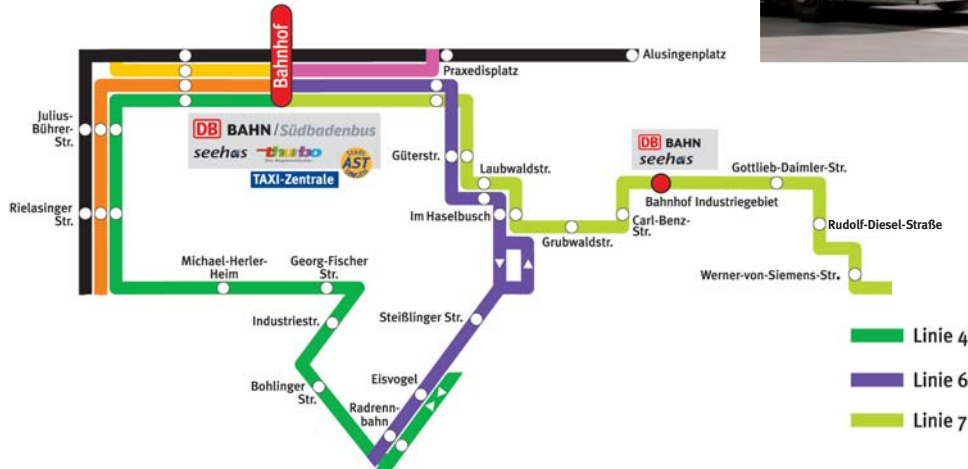 Bahnhof
Alusingenplatz
Praxedisplatz
Julius-
Bührer-
Str.
DB BAHN/Südbadenbus
seehas thurbo
STADT
AST
SINGEN
TAXI-Zentrale
Güterstr.
Laubwaldstr.
DB BAHN
seehas
Gottlieb-Daimler-Str.
Bahnhof Industriegebiet
Rielasinger
Str.
Im Haselbusch
Carl-Benz-
Str.
Rudolf-Diesel-Straße
Grubwaldstr.
Michael-Herler-
Heim
Georg-Fischer
Str.
Werner-von-Siemens-Str.
Industriestr.
Steißlinger Str.
Linie 4
Bohlinger
Str.
Eisvogel
Linie 6
Radrenn-
bahn
Linie 7